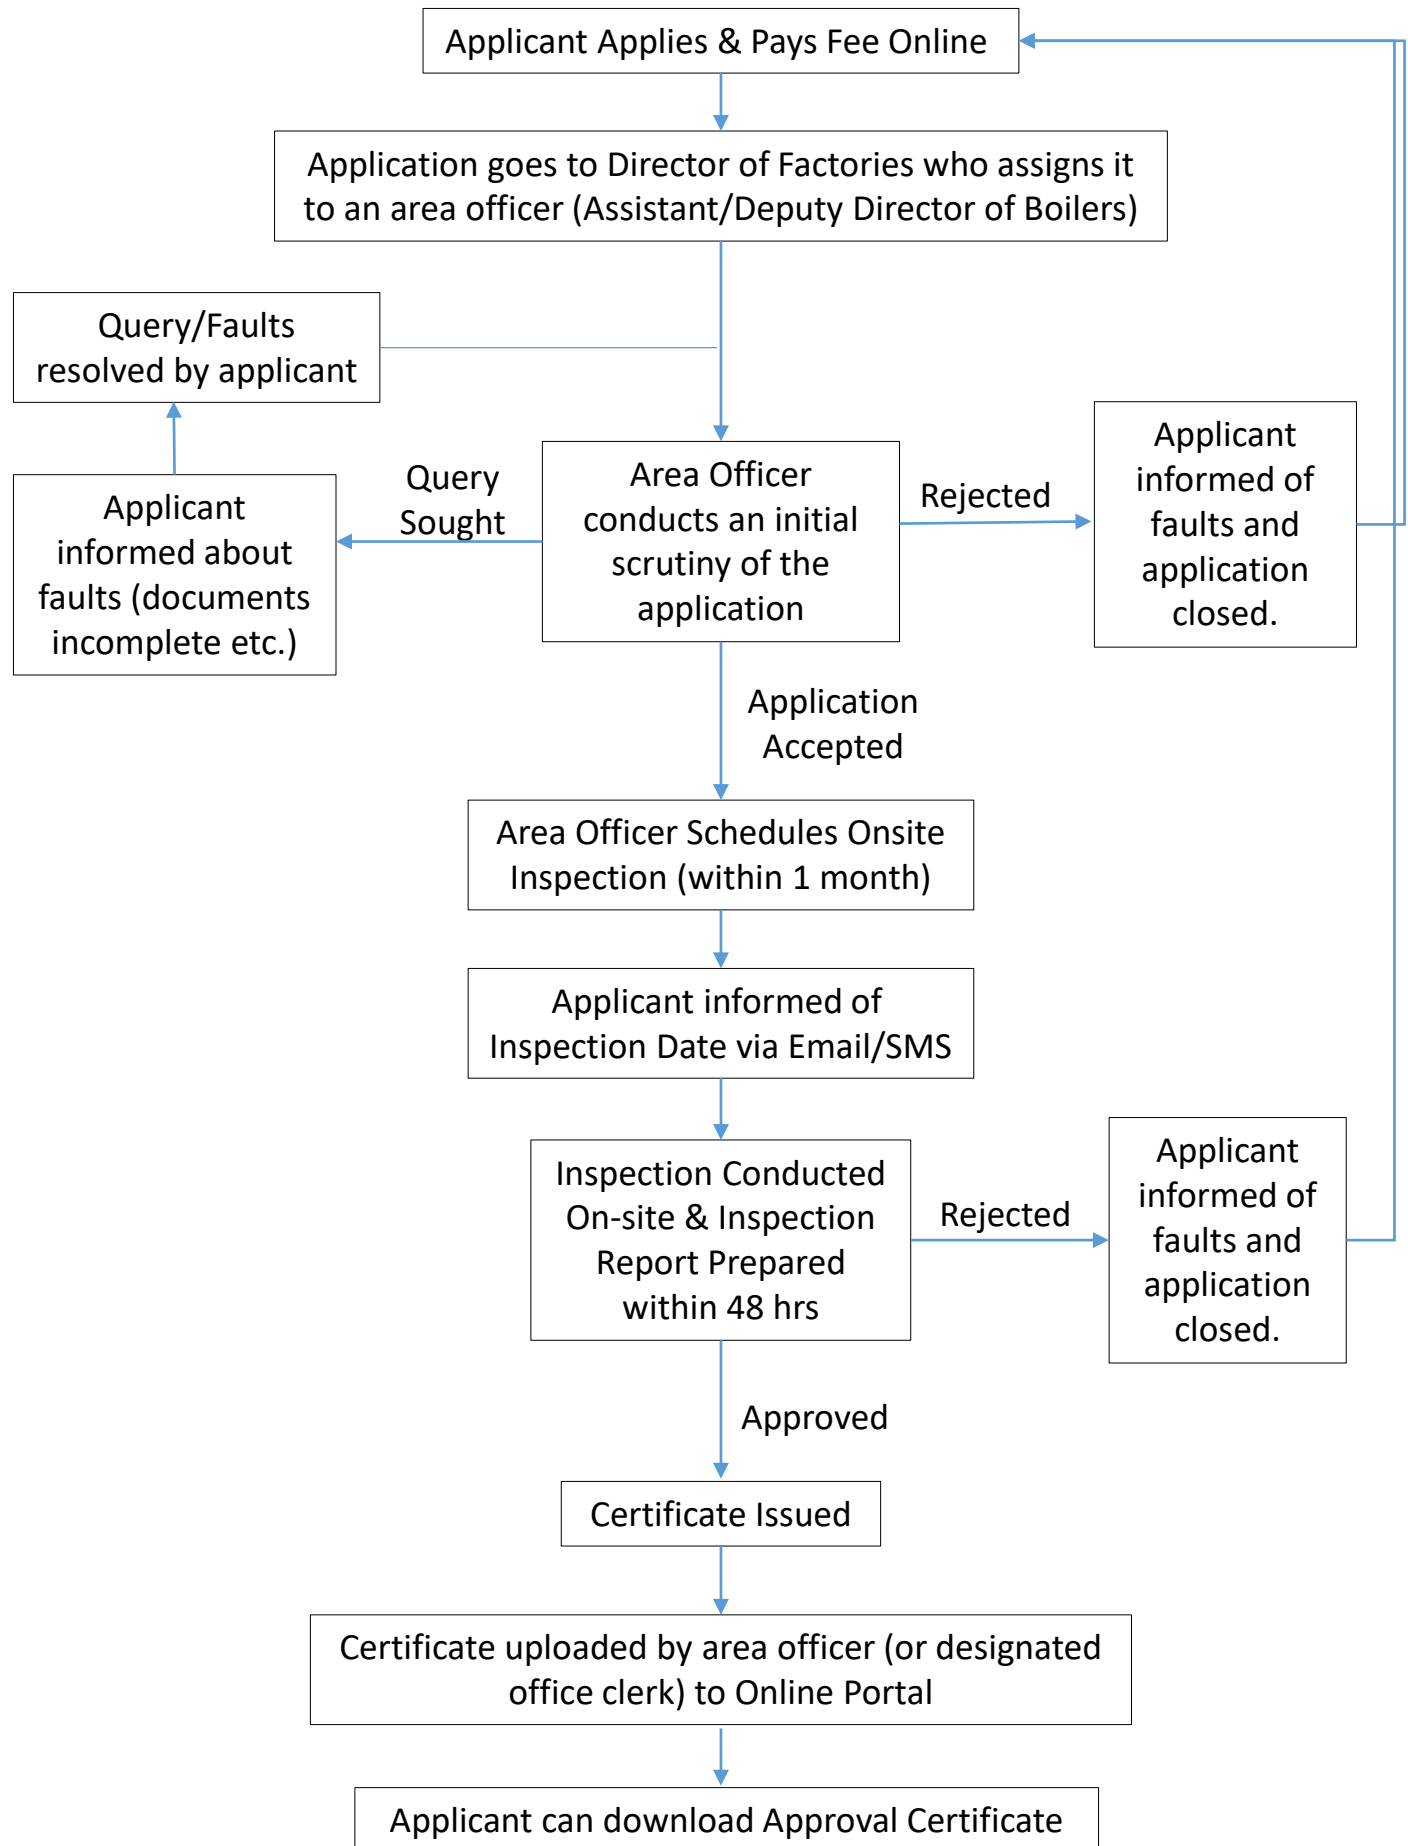 Applicant Applies & Pays Fee Online
Application goes to Director of Factories who assigns it
to an area officer (Assistant/Deputy Director of Boilers)
Query/Faults
resolved by applicant
Applicant
informed about
faults (documents
incomplete etc.)
Query
Sought
Area Officer
conducts an initial
scrutiny of the
application
Rejected
Applicant
informed of
faults and
application
closed.
Application
Accepted
Area Officer Schedules Onsite
Inspection (within 1 month)
Applicant informed of
Inspection Date via Email/SMS
Inspection Conducted
On-site & Inspection
Report Prepared
within 48 hrs
Rejected
Applicant
informed of
faults and
application
closed.
Approved
Certificate Issued
Certificate uploaded by area officer (or designated
office clerk) to Online Portal
Applicant can download Approval Certificate